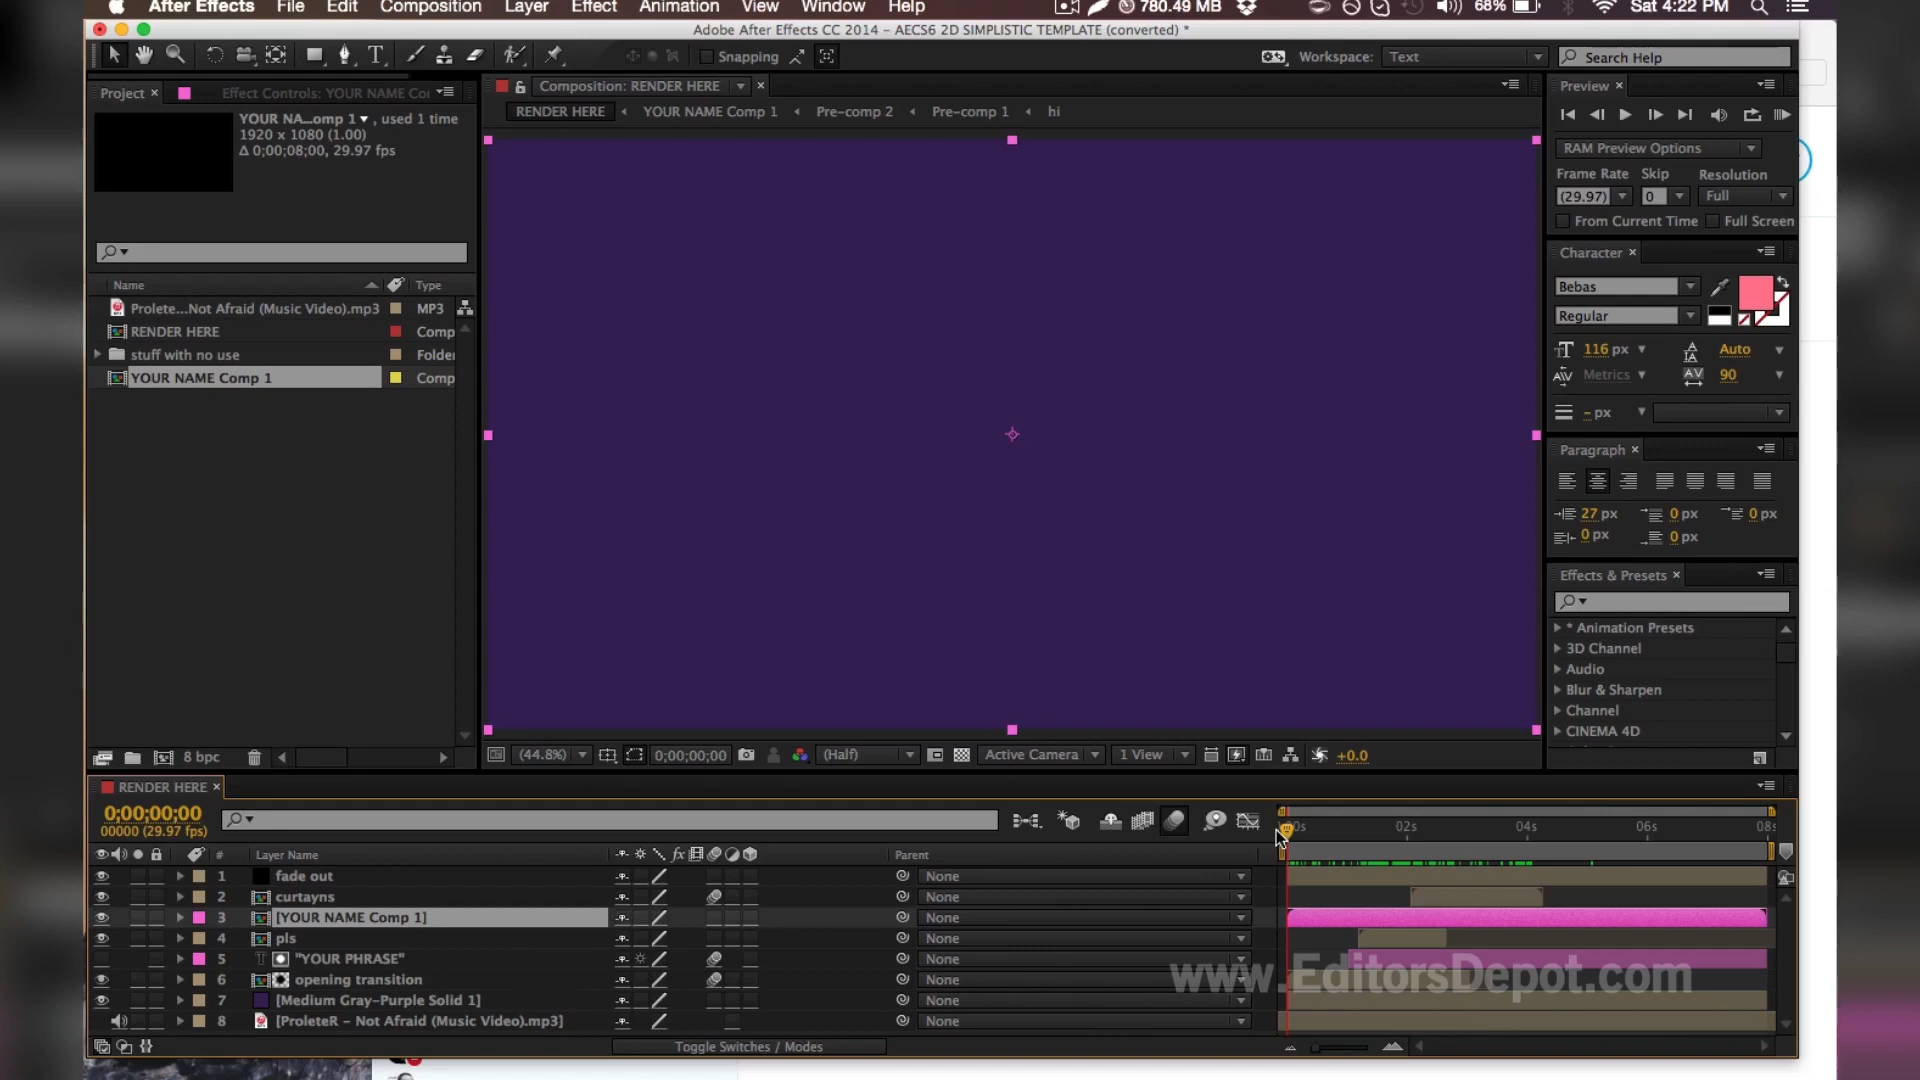 After Effects File Edit Composition Layer Effect Animation View Window Help 780.49 MB 68% Sat 4:22 PM
Adobe After Effects CC 2014 - AECS6 2D SIMPLISTIC TEMPLATE (converted) *
Snapping Workspace: Text Search Help
Project Effect Controls: YOUR NAME Co Composition: RENDER HERE Preview
YOUR NA...omp 1 , used 1 time
1920 x 1080 (1.00)
Δ 0;00;08;00, 29.97 fps
RENDER HERE YOUR NAME Comp 1 Pre-comp 2 Pre-comp 1 hi
RAM Preview Options
Frame Rate Skip Resolution
(29.97) 0 Full
From Current Time Full Screen
Character
Bebas
Regular
116 px Auto
Metrics 90
- px
Paragraph
27 px 0 px 0 px
0 px 0 px
Effects & Presets
* Animation Presets
3D Channel
Audio
Blur & Sharpen
Channel
CINEMA 4D
Name Type
Prolete...Not Afraid (Music Video).mp3 MP3
RENDER HERE Comp
stuff with no use Folde
YOUR NAME Comp 1 Comp
8 bpc
(44.8%) 0;00;00;00 (Half) Active Camera 1 View +0.0
RENDER HERE
0;00;00;00
00000 (29.97 fps)
00s 02s 04s 06s 08s
# Layer Name fx Parent
1 fade out None
2 curtayns None
3 [YOUR NAME Comp 1] None
4 pls None
5 T "YOUR PHRASE" None
6 opening transition None
7 [Medium Gray-Purple Solid 1] None
8 [ProleteR - Not Afraid (Music Video).mp3] None
Toggle Switches / Modes
www.EditorsDepot.com